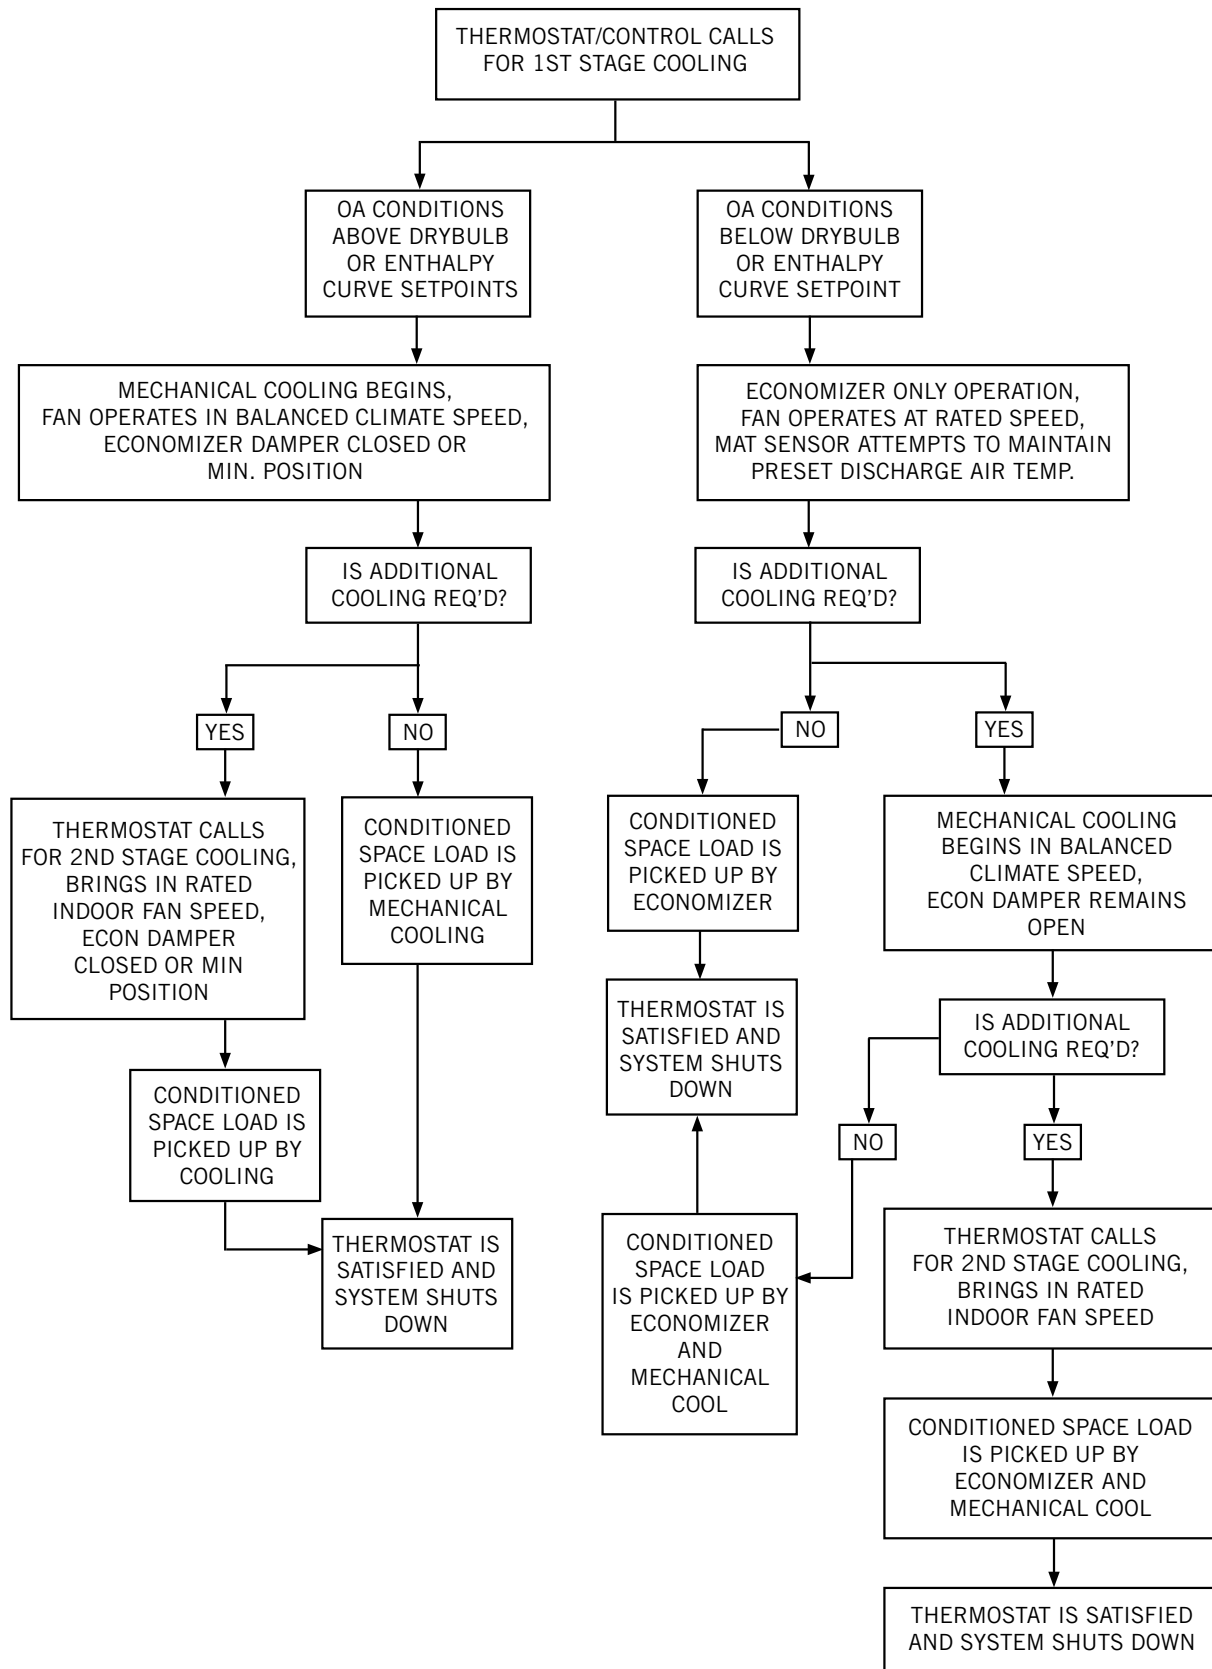 THERMOSTAT/CONTROL CALLS
FOR 1ST STAGE COOLING
OA CONDITIONS
ABOVE DRYBULB
OR ENTHALPY
CURVE SETPOINTS
OA CONDITIONS
BELOW DRYBULB
OR ENTHALPY
CURVE SETPOINT
MECHANICAL COOLING BEGINS,
FAN OPERATES IN BALANCED CLIMATE SPEED,
ECONOMIZER DAMPER CLOSED OR
MIN. POSITION
ECONOMIZER ONLY OPERATION,
FAN OPERATES AT RATED SPEED,
MAT SENSOR ATTEMPTS TO MAINTAIN
PRESET DISCHARGE AIR TEMP.
IS ADDITIONAL
COOLING REQ'D?
IS ADDITIONAL
COOLING REQ'D?
YES
NO
NO
YES
THERMOSTAT CALLS
FOR 2ND STAGE COOLING,
BRINGS IN RATED
INDOOR FAN SPEED,
ECON DAMPER
CLOSED OR MIN
POSITION
CONDITIONED
SPACE LOAD IS
PICKED UP BY
MECHANICAL
COOLING
CONDITIONED
SPACE LOAD IS
PICKED UP BY
ECONOMIZER
MECHANICAL COOLING
BEGINS IN BALANCED
CLIMATE SPEED,
ECON DAMPER REMAINS
OPEN
THERMOSTAT IS
SATISFIED AND
SYSTEM SHUTS
DOWN
IS ADDITIONAL
COOLING REQ'D?
CONDITIONED
SPACE LOAD IS
PICKED UP BY
COOLING
NO
YES
THERMOSTAT IS
SATISFIED AND
SYSTEM SHUTS
DOWN
CONDITIONED
SPACE LOAD
IS PICKED UP BY
ECONOMIZER
AND
MECHANICAL
COOL
THERMOSTAT CALLS
FOR 2ND STAGE COOLING,
BRINGS IN RATED
INDOOR FAN SPEED
CONDITIONED SPACE LOAD
IS PICKED UP BY
ECONOMIZER AND
MECHANICAL COOL
THERMOSTAT IS SATISFIED
AND SYSTEM SHUTS DOWN